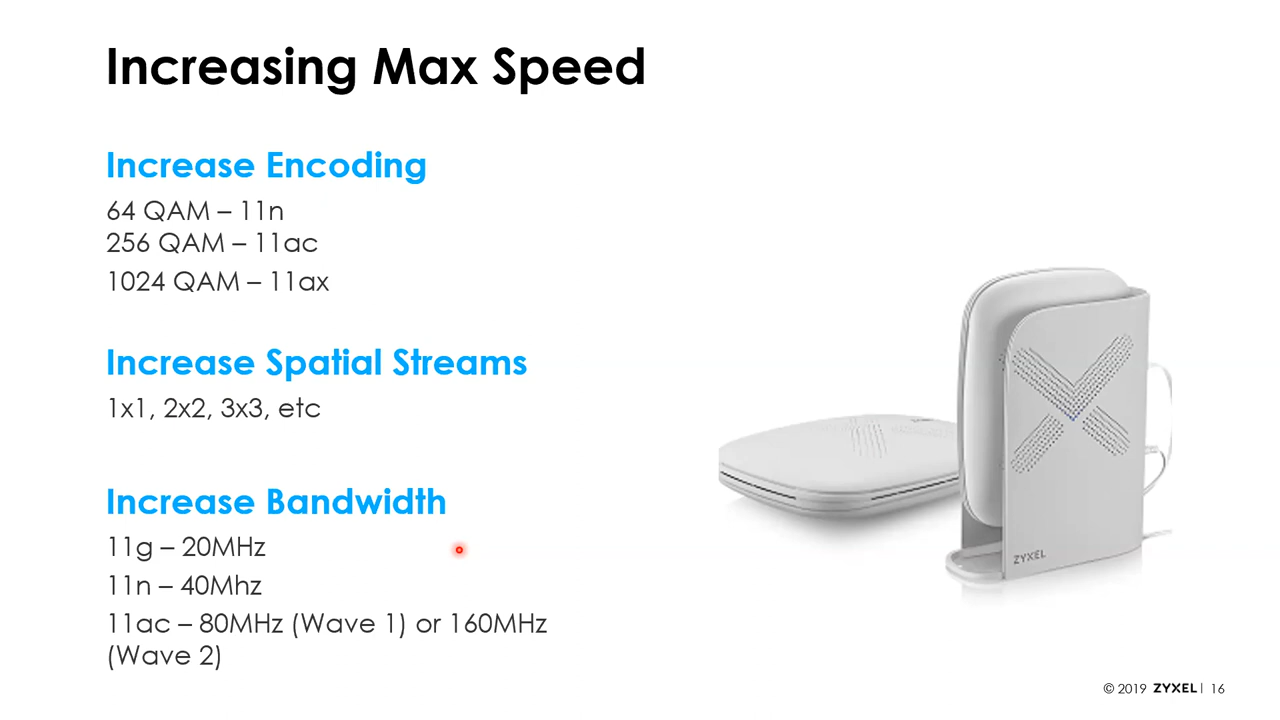 Increasing Max Speed
Increase Encoding
64 QAM – 11n
256 QAM – 11ac
1024 QAM – 11ax
Increase Spatial Streams
1x1, 2x2, 3x3, etc
Increase Bandwidth
11g – 20MHz
11n – 40Mhz
11ac – 80MHz (Wave 1) or 160MHz
(Wave 2)
ZYXEL
© 2019 ZYXEL | 16